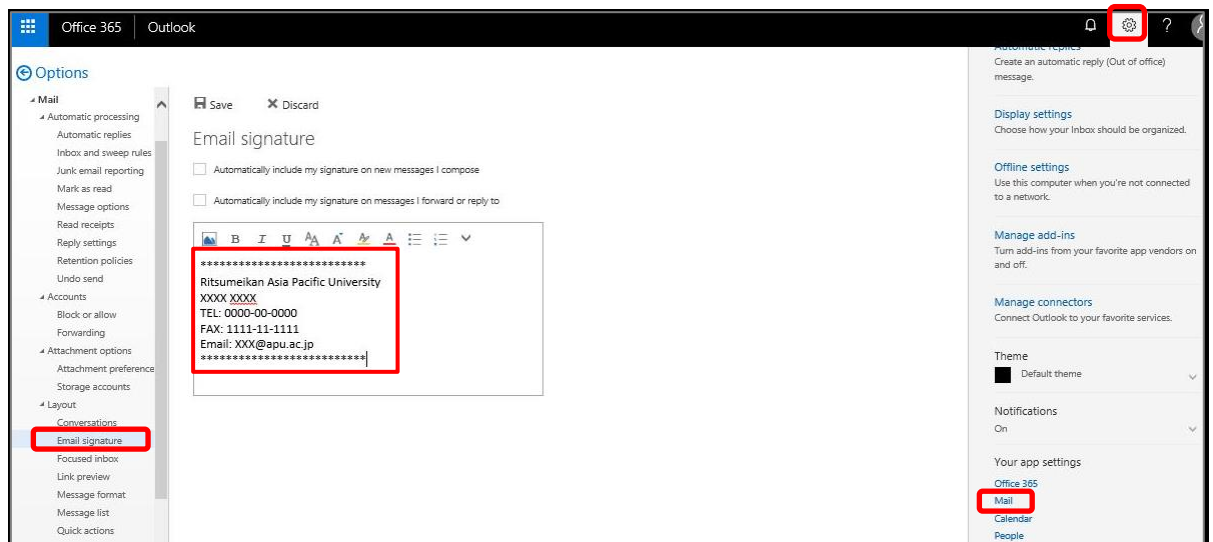 Office 365 Outlook ?
Options
Mail
Automatic processing
Automatic replies
Inbox and sweep rules
Junk email reporting
Mark as read
Message options
Read receipts
Reply settings
Retention policies
Undo send
Accounts
Block or allow
Forwarding
Attachment options
Attachment preference
Storage accounts
Layout
Conversations
Email signature
Focused inbox
Link preview
Message format
Message list
Quick actions
Save Discard
Email signature
Automatically include my signature on new messages I compose
Automatically include my signature on messages I forward or reply to
B I U AA A A
**************************
Ritsumeikan Asia Pacific University
XXXX XXXX
TEL: 0000-00-0000
FAX: 1111-11-1111
Email: XXX@apu.ac.jp
**************************
Automatic replies
Create an automatic reply (Out of office)
message.
Display settings
Choose how your Inbox should be organized.
Offline settings
Use this computer when you're not connected
to a network.
Manage add-ins
Turn add-ins from your favorite app vendors on
and off.
Manage connectors
Connect Outlook to your favorite services.
Theme
Default theme
Notifications
On
Your app settings
Office 365
Mail
Calendar
People